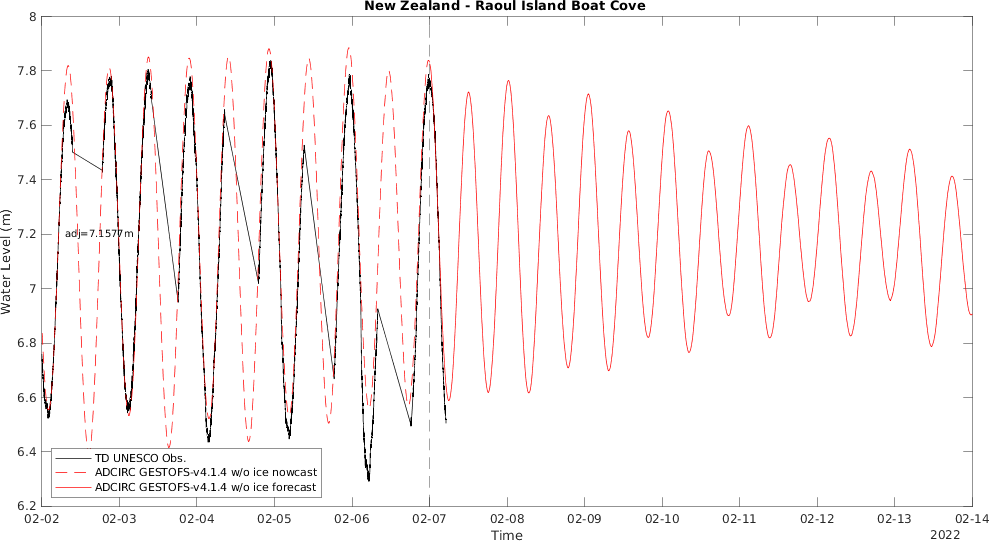 New Zealand - Raoul Island Boat Cove
8
7.8
7.6
7.4
7.2
7
6.8
6.6
6.4
6.2
Water Level (m)
adj=7.1577m
TD UNESCO Obs.
ADCIRC GESTOFS-v4.1.4 w/o ice nowcast
ADCIRC GESTOFS-v4.1.4 w/o ice forecast
02-02 02-03 02-04 02-05 02-06 02-07 02-08 02-09 02-10 02-11 02-12 02-13 02-14
Time
2022